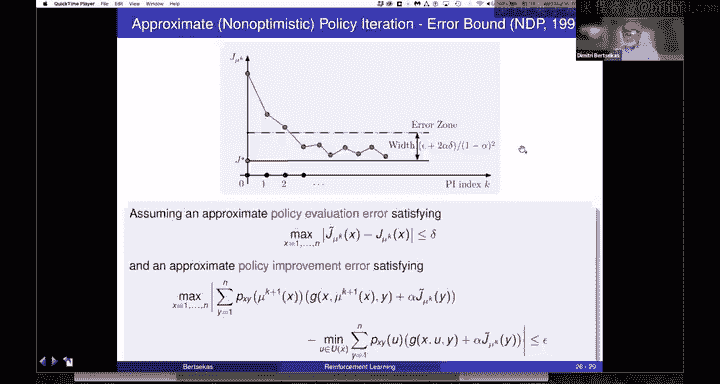 QuickTime Player File Edit View Window Help
Approximate (Nonoptimistic) Policy Iteration - Error Bound (NDP, 199
Dimitri Bertsekas
J_{μ^k}
Error Zone
Width (ϵ + 2αδ)/(1 − α)^2
J*
0 1 2 ⋯ PI index k
Assuming an approximate policy evaluation error satisfying
max_{x=1,...,n} |J̃_{μ^k}(x) − J_{μ^k}(x)| ≤ δ
and an approximate policy improvement error satisfying
max_{x=1,...,n} |∑_{y=1}^{n} p_{xy}(μ^{k+1}(x))(g(x, μ^{k+1}(x), y) + αJ̃_{μ^k}(y))
− min_{u∈U(x)} ∑_{y=1}^{n} p_{xy}(u)(g(x, u, y) + αJ̃_{μ^k}(y))| ≤ ϵ
Bertsekas Reinforcement Learning 26 / 29